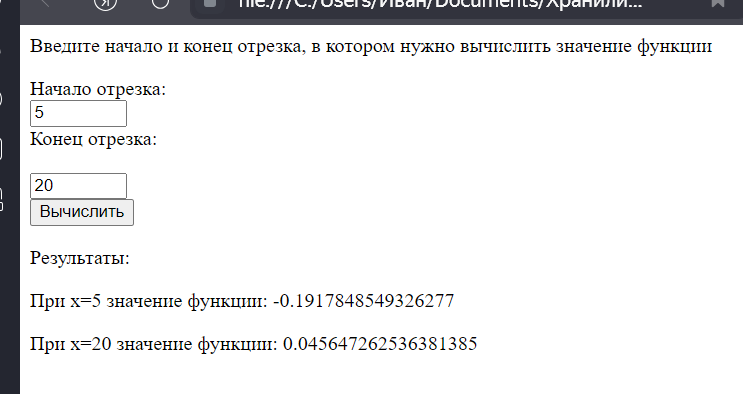 file:///C:/Users/Иван/Documents/Хранили...
Введите начало и конец отрезка, в котором нужно вычислить значение функции
Начало отрезка:
5
Конец отрезка:
20
Вычислить
Результаты:
При x=5 значение функции: -0.1917848549326277
При x=20 значение функции: 0.045647262536381385